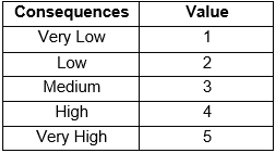 Consequences Value
Very Low 1
Low 2
Medium 3
High 4
Very High 5